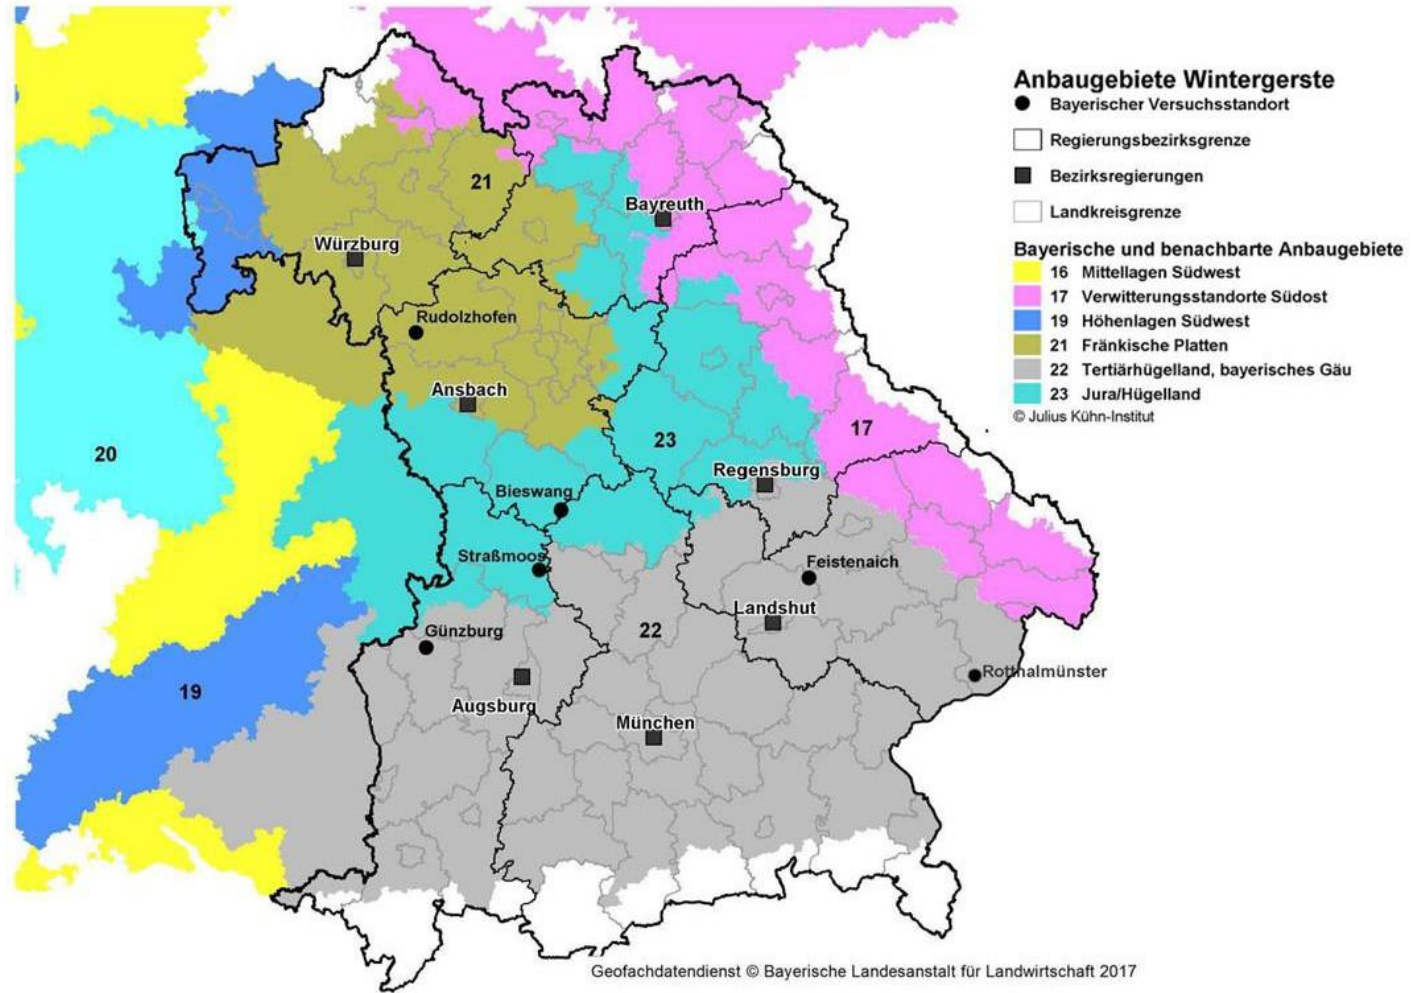 Anbaugebiete Wintergerste
Bayerischer Versuchsstandort
Regierungsbezirksgrenze
Bezirksregierungen
Landkreisgrenze
Bayerische und benachbarte Anbaugebiete
16 Mittellagen Südwest
17 Verwitterungsstandorte Südost
19 Höhenlagen Südwest
21 Fränkische Platten
22 Tertiärhügelland, bayerisches Gäu
23 Jura/Hügelland
© Julius Kühn-Institut
21
Bayreuth
Würzburg
Rudolzhofen
Ansbach
17
23
20
Regensburg
Bieswang
Straßmoos
Feistenaich
Landshut
22
Günzburg
Rotthalmünster
19
Augsburg
München
Geofachdatendienst © Bayerische Landesanstalt für Landwirtschaft 2017